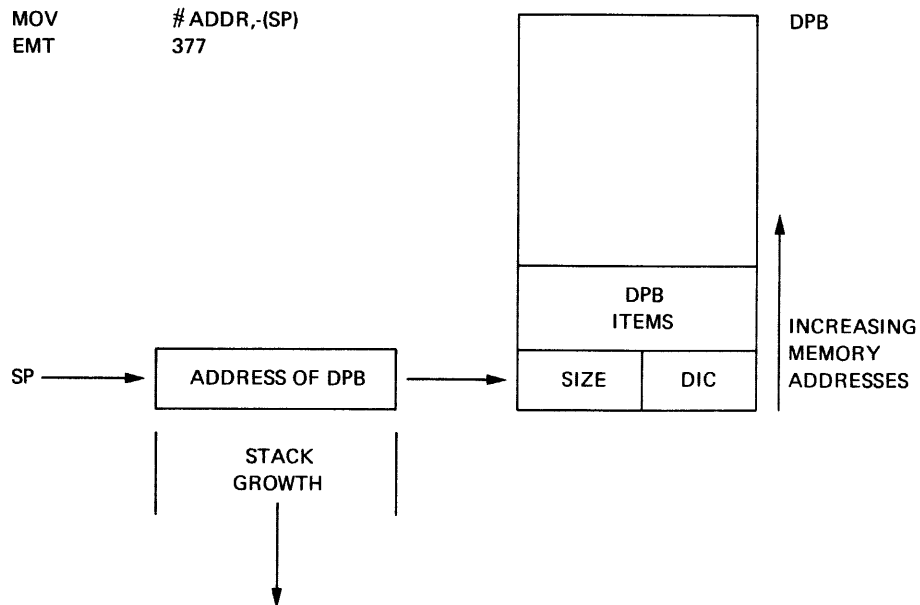 MOV #ADDR,-(SP)
EMT 377
DPB
DPB
ITEMS
INCREASING
MEMORY
ADDRESSES
SP
ADDRESS OF DPB
SIZE
DIC
STACK
GROWTH